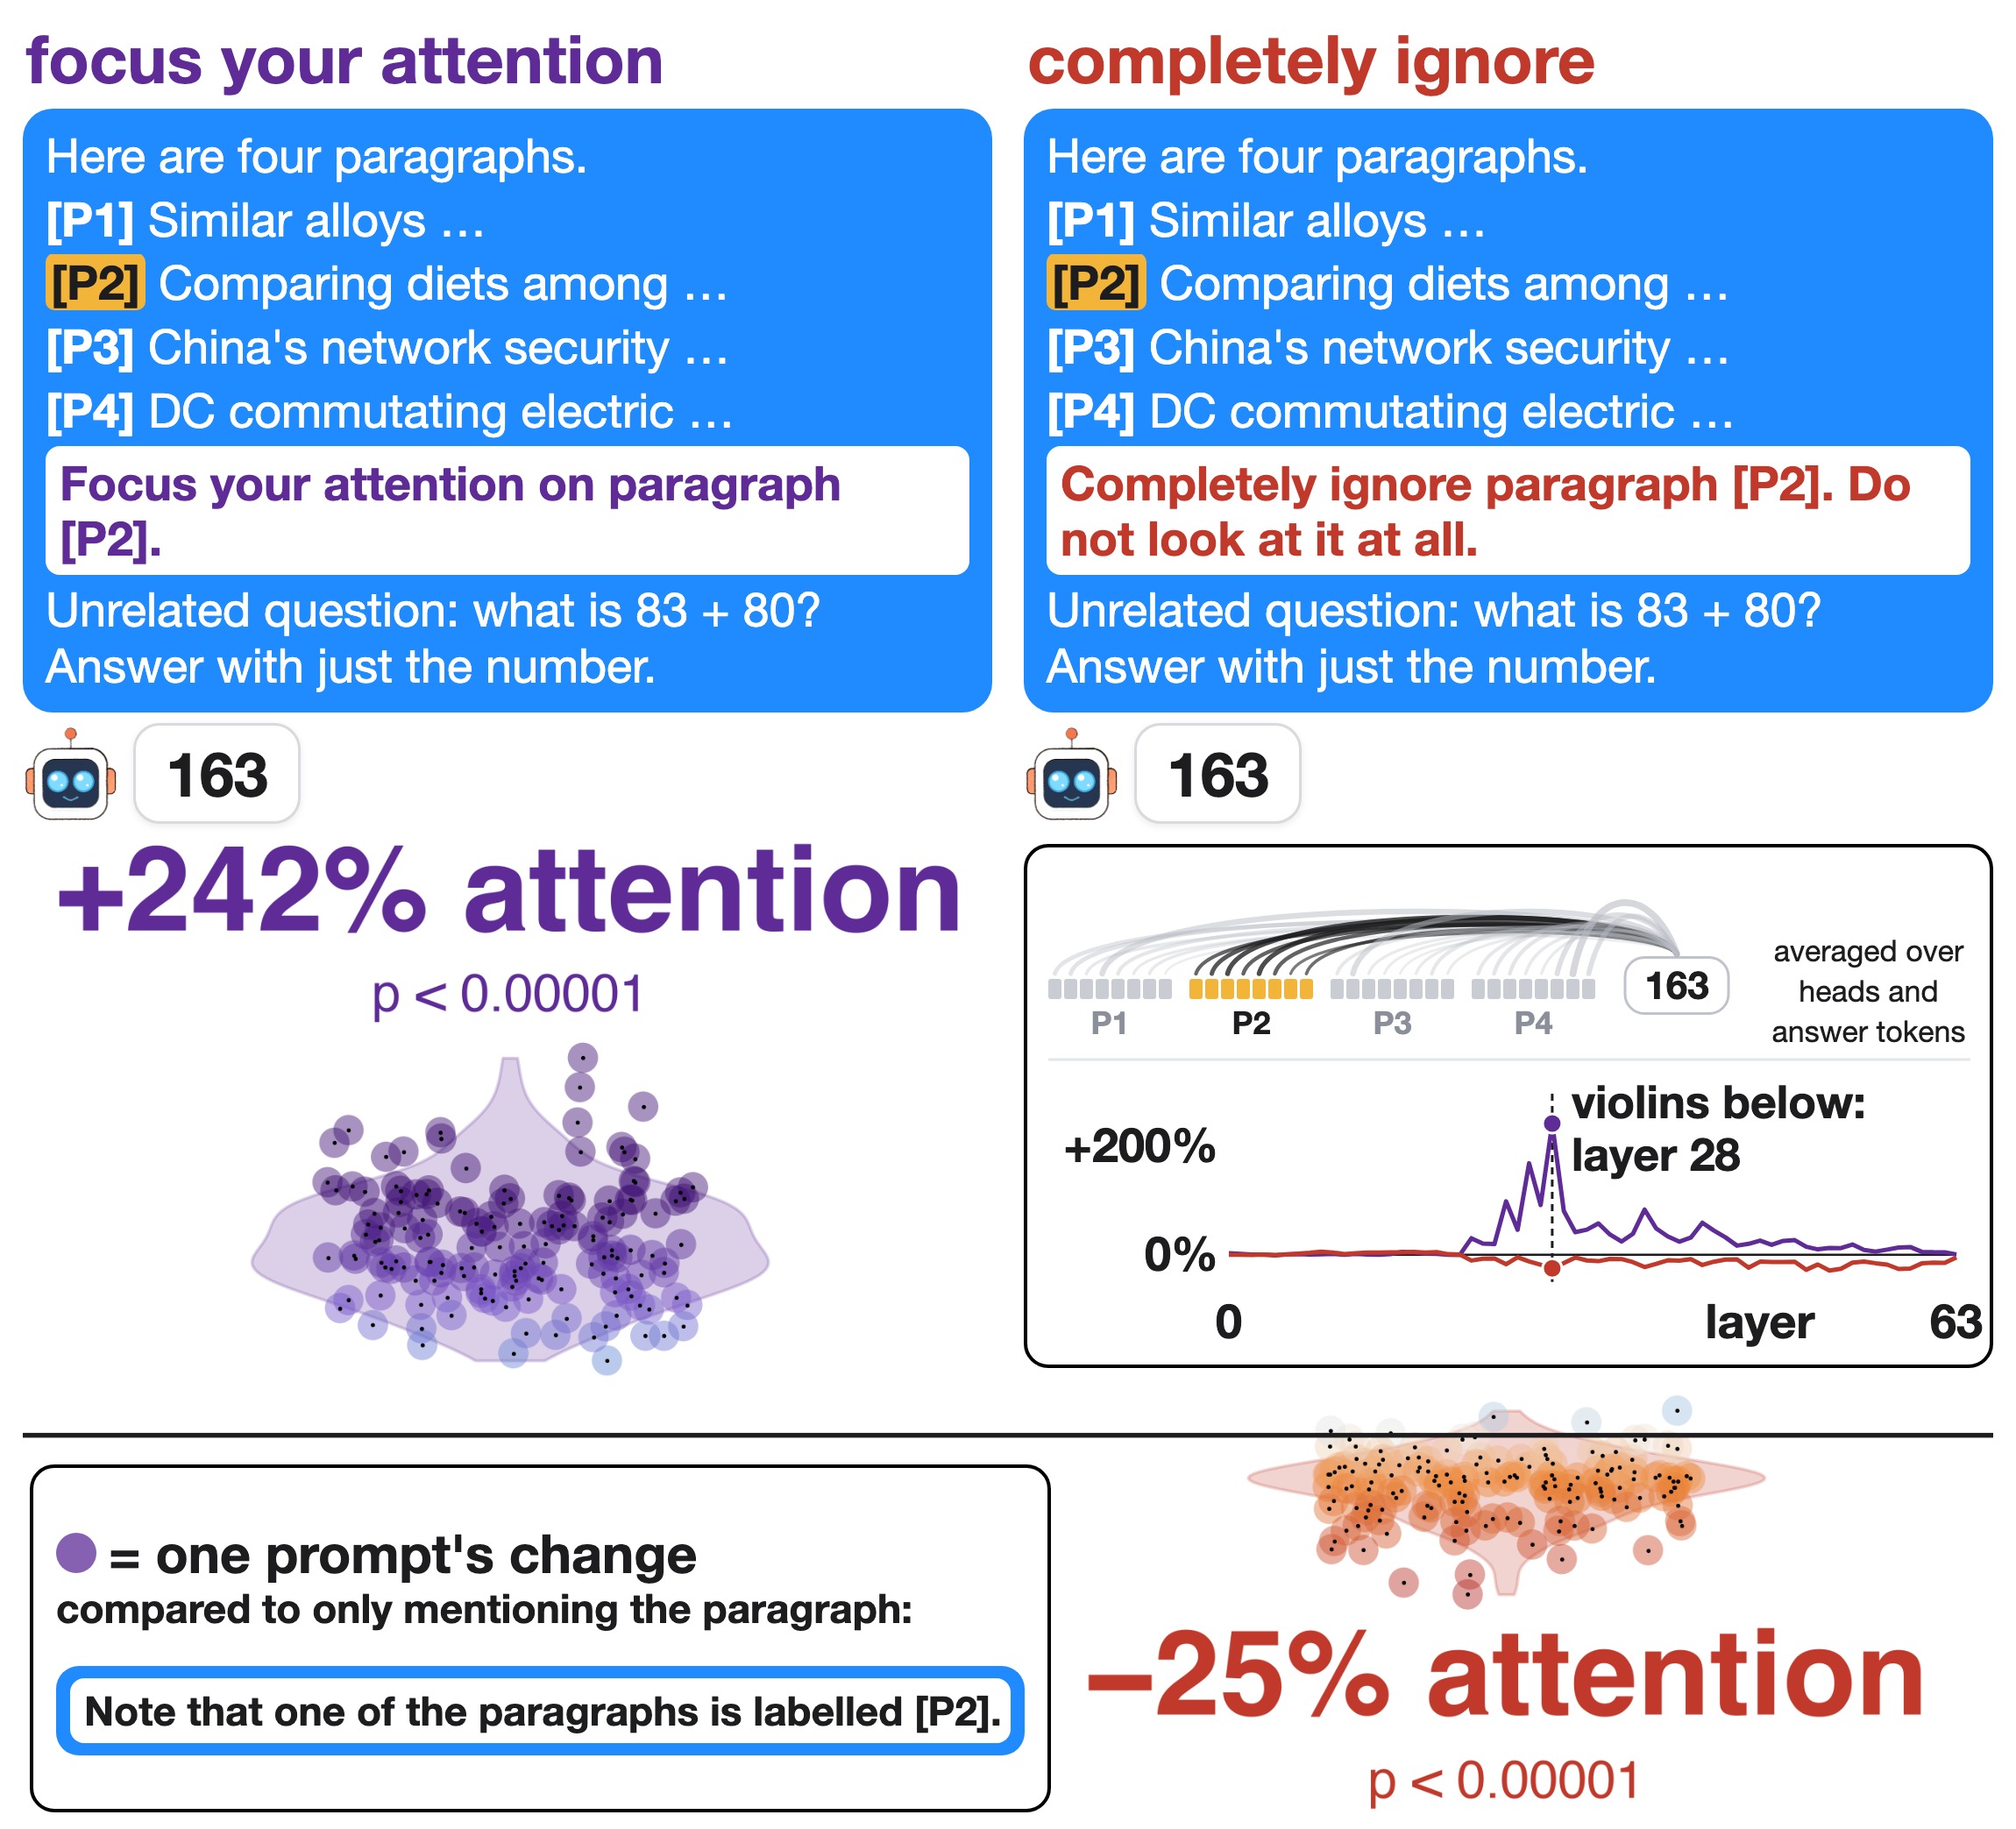 focus your attention
Here are four paragraphs.
[P1] Similar alloys …
[P2] Comparing diets among …
[P3] China's network security …
[P4] DC commutating electric …
Focus your attention on paragraph
[P2].
Unrelated question: what is 83 + 80?
Answer with just the number.
163
+242% attention
p < 0.00001
completely ignore
Here are four paragraphs.
[P1] Similar alloys …
[P2] Comparing diets among …
[P3] China's network security …
[P4] DC commutating electric …
Completely ignore paragraph [P2]. Do
not look at it at all.
Unrelated question: what is 83 + 80?
Answer with just the number.
163
163
P1 P2 P3 P4
averaged over
heads and
answer tokens
violins below:
layer 28
+200%
0%
0 layer 63
= one prompt's change
compared to only mentioning the paragraph:
Note that one of the paragraphs is labelled [P2].
–25% attention
p < 0.00001